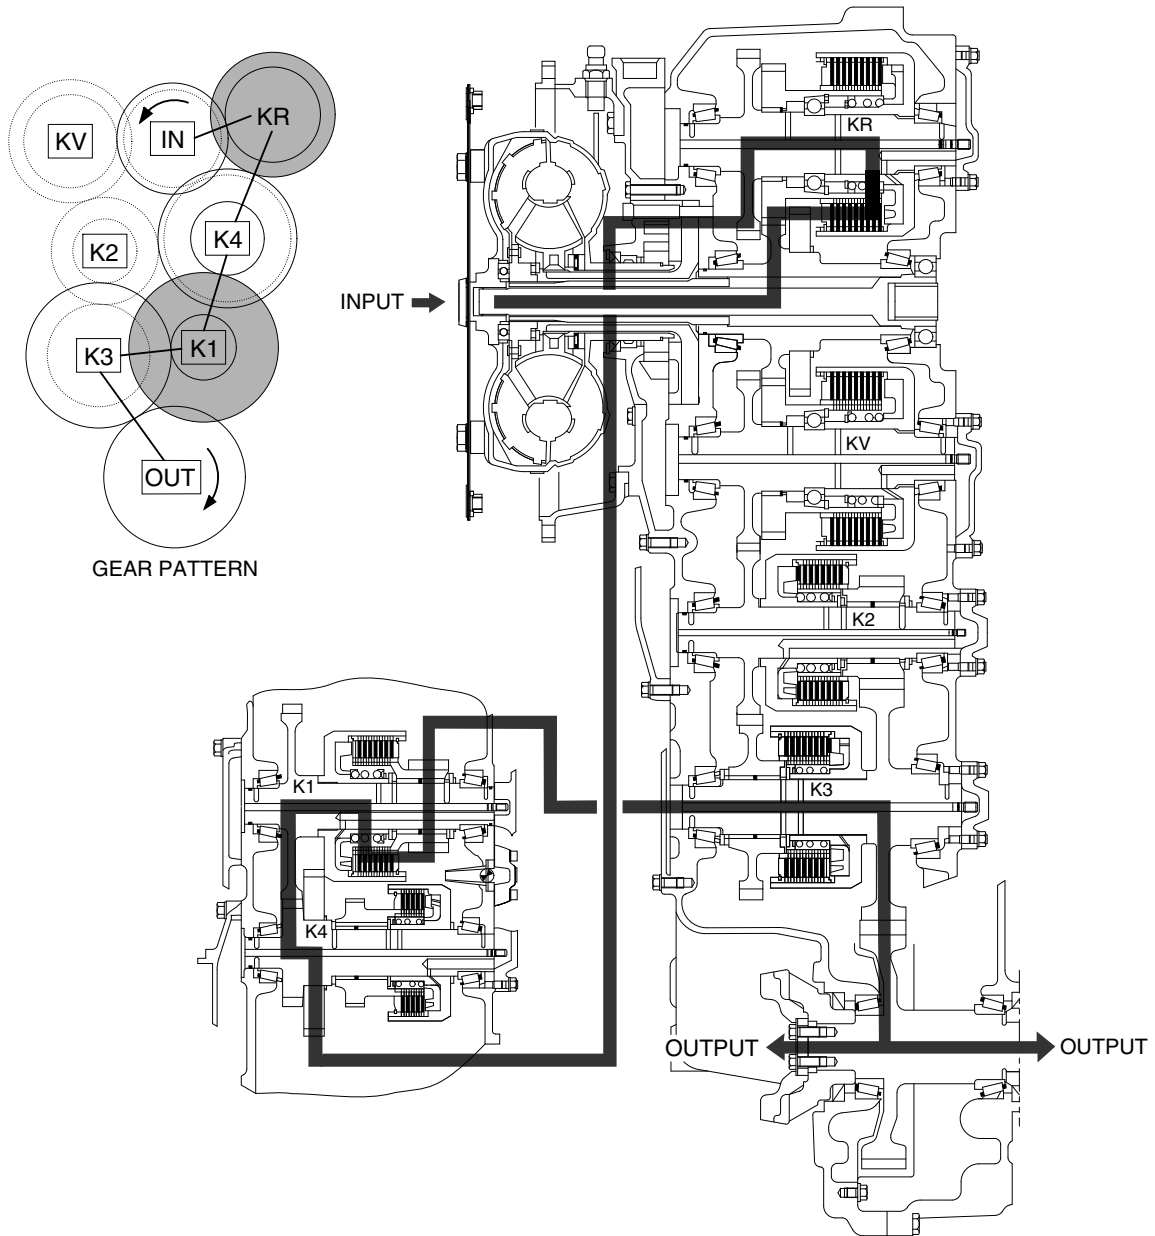 KV
IN
KR
K2
K4
K3
K1
OUT
GEAR PATTERN
INPUT
KR
KV
K2
K3
K1
K4
OUTPUT
OUTPUT